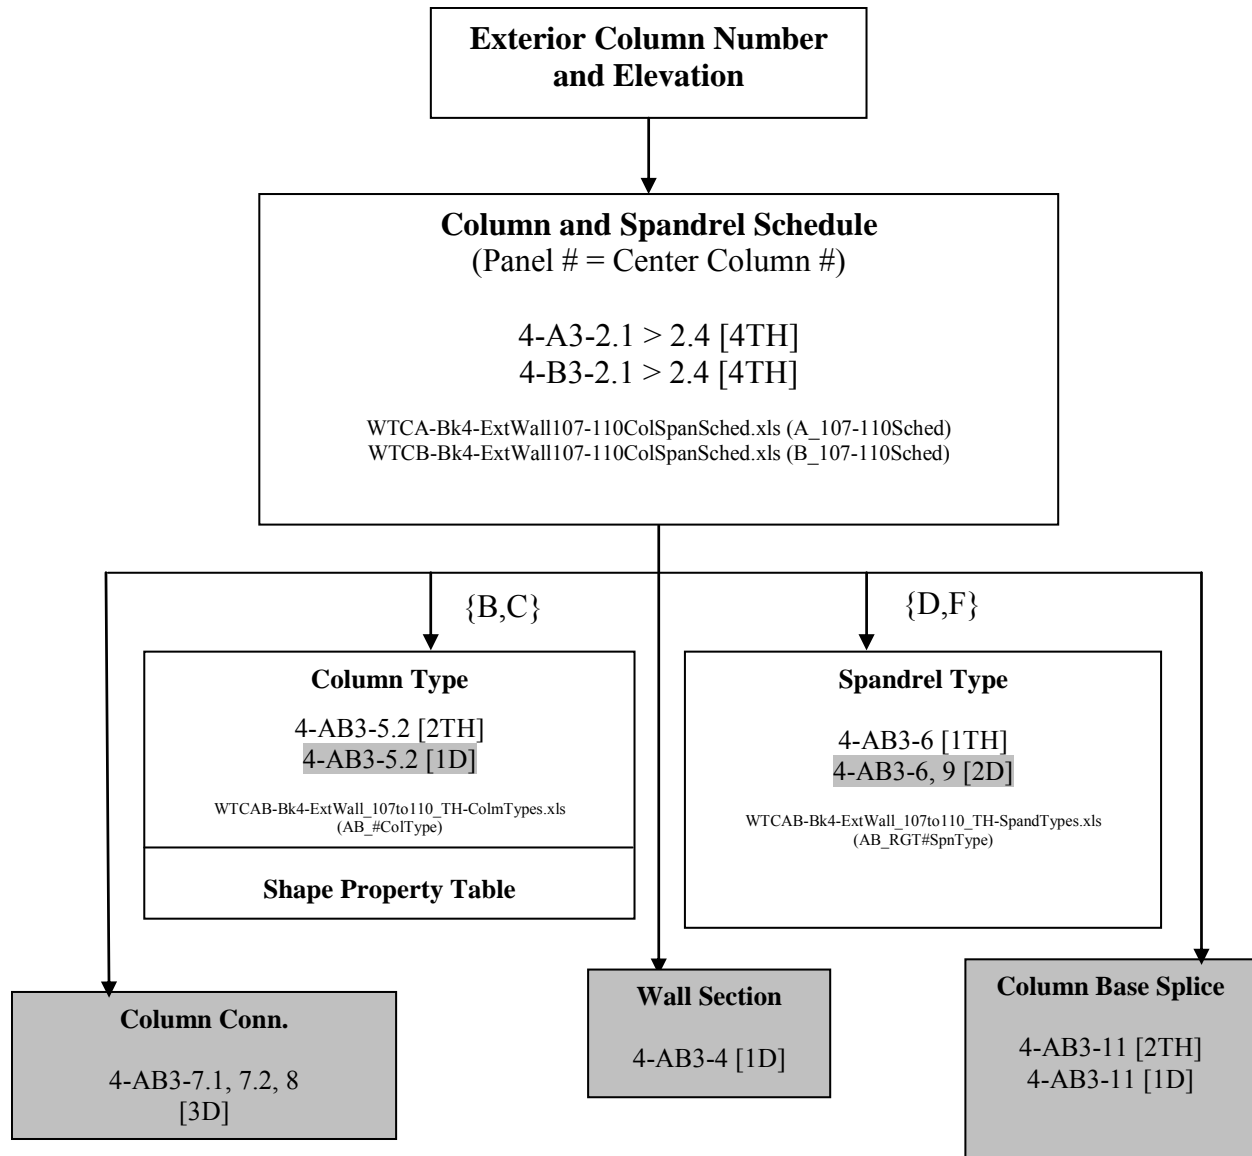 Exterior Column Number
and Elevation
Column and Spandrel Schedule
(Panel # = Center Column #)
4-A3-2.1 > 2.4 [4TH]
4-B3-2.1 > 2.4 [4TH]
WTCA-Bk4-ExtWall107-110ColSpanSched.xls (A_107-110Sched)
WTCB-Bk4-ExtWall107-110ColSpanSched.xls (B_107-110Sched)
{B,C}
{D,F}
Column Type
4-AB3-5.2 [2TH]
4-AB3-5.2 [1D]
WTCAB-Bk4-ExtWall_107to110_TH-ColmTypes.xls
(AB_#ColType)
Shape Property Table
Spandrel Type
4-AB3-6 [1TH]
4-AB3-6, 9 [2D]
WTCAB-Bk4-ExtWall_107to110_TH-SpandTypes.xls
(AB_RGT#SpnType)
Column Conn.
4-AB3-7.1, 7.2, 8
[3D]
Wall Section
4-AB3-4 [1D]
Column Base Splice
4-AB3-11 [2TH]
4-AB3-11 [1D]